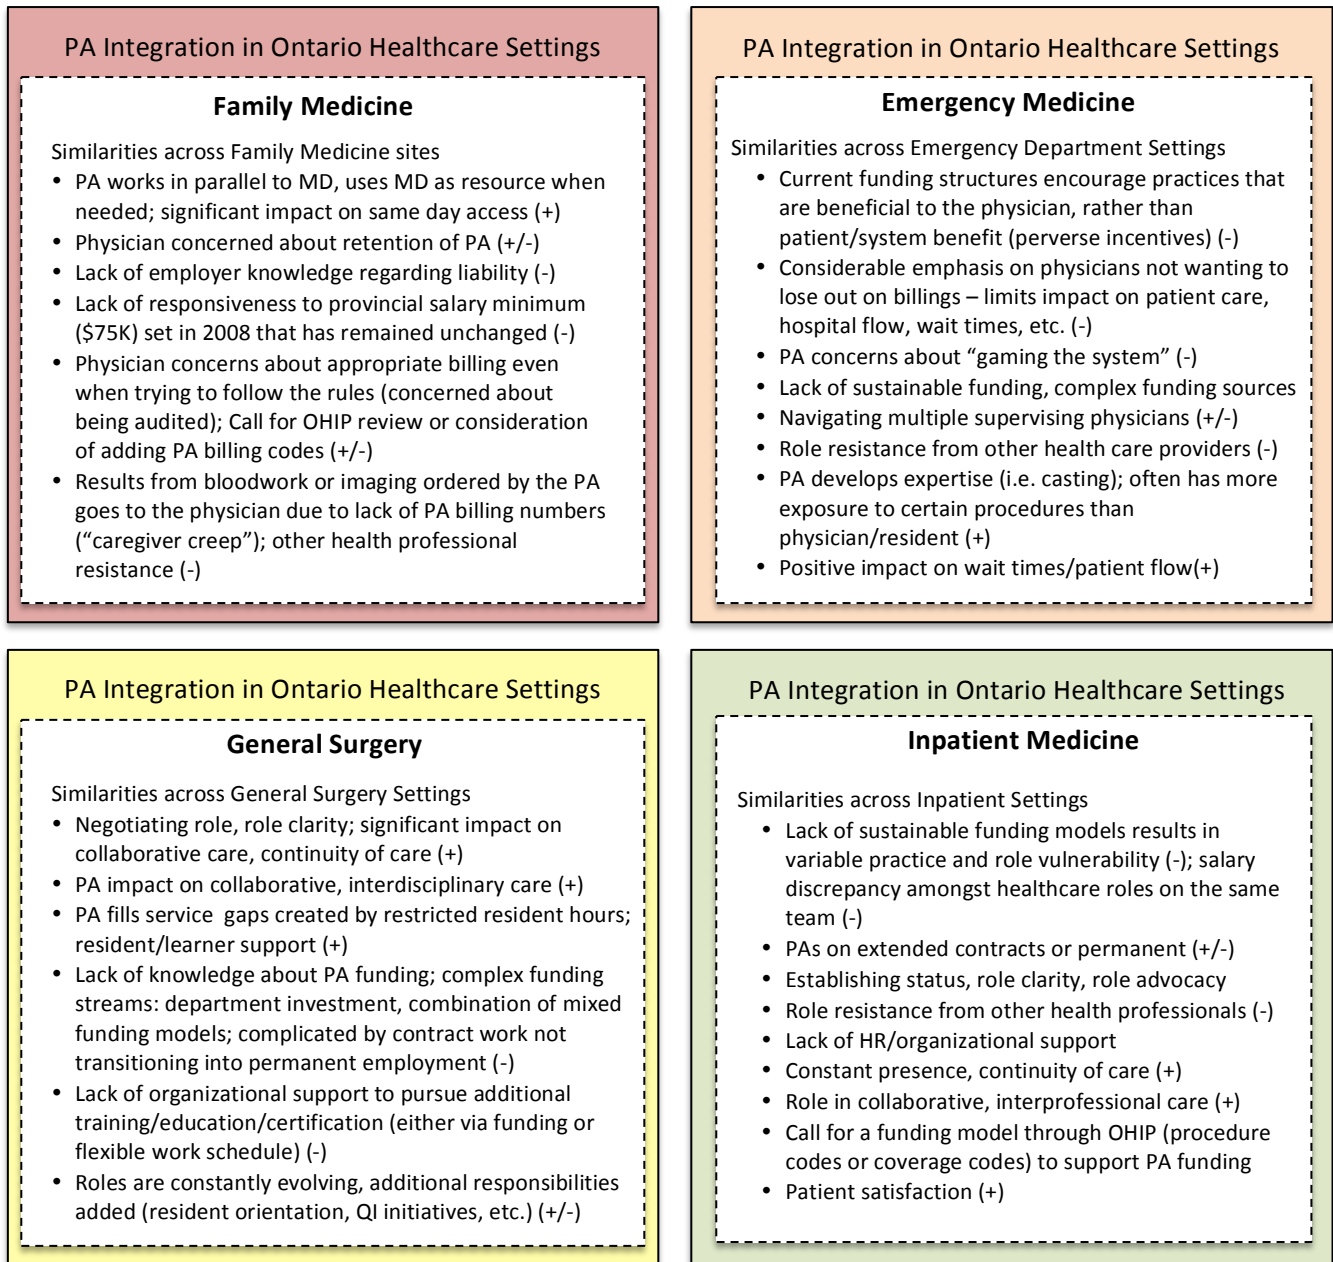 PA Integration in Ontario Healthcare Settings
Family Medicine
Similarities across Family Medicine sites
• PA works in parallel to MD, uses MD as resource when
needed; significant impact on same day access (+)
• Physician concerned about retention of PA (+/-)
• Lack of employer knowledge regarding liability (-)
• Lack of responsiveness to provincial salary minimum
($75K) set in 2008 that has remained unchanged (-)
• Physician concerns about appropriate billing even
when trying to follow the rules (concerned about
being audited); Call for OHIP review or consideration
of adding PA billing codes (+/-)
• Results from bloodwork or imaging ordered by the PA
goes to the physician due to lack of PA billing numbers
(“caregiver creep”); other health professional
resistance (-)
PA Integration in Ontario Healthcare Settings
Emergency Medicine
Similarities across Emergency Department Settings
• Current funding structures encourage practices that
are beneficial to the physician, rather than
patient/system benefit (perverse incentives) (-)
• Considerable emphasis on physicians not wanting to
lose out on billings – limits impact on patient care,
hospital flow, wait times, etc. (-)
• PA concerns about “gaming the system” (-)
• Lack of sustainable funding, complex funding sources
• Navigating multiple supervising physicians (+/-)
• Role resistance from other health care providers (-)
• PA develops expertise (i.e. casting); often has more
exposure to certain procedures than
physician/resident (+)
• Positive impact on wait times/patient flow(+)
PA Integration in Ontario Healthcare Settings
General Surgery
Similarities across General Surgery Settings
• Negotiating role, role clarity; significant impact on
collaborative care, continuity of care (+)
• PA impact on collaborative, interdisciplinary care (+)
• PA fills service gaps created by restricted resident hours;
resident/learner support (+)
• Lack of knowledge about PA funding; complex funding
streams: department investment, combination of mixed
funding models; complicated by contract work not
transitioning into permanent employment (-)
• Lack of organizational support to pursue additional
training/education/certification (either via funding or
flexible work schedule) (-)
• Roles are constantly evolving, additional responsibilities
added (resident orientation, QI initiatives, etc.) (+/-)
PA Integration in Ontario Healthcare Settings
Inpatient Medicine
Similarities across Inpatient Settings
• Lack of sustainable funding models results in
variable practice and role vulnerability (-); salary
discrepancy amongst healthcare roles on the same
team (-)
• PAs on extended contracts or permanent (+/-)
• Establishing status, role clarity, role advocacy
• Role resistance from other health professionals (-)
• Lack of HR/organizational support
• Constant presence, continuity of care (+)
• Role in collaborative, interprofessional care (+)
• Call for a funding model through OHIP (procedure
codes or coverage codes) to support PA funding
• Patient satisfaction (+)